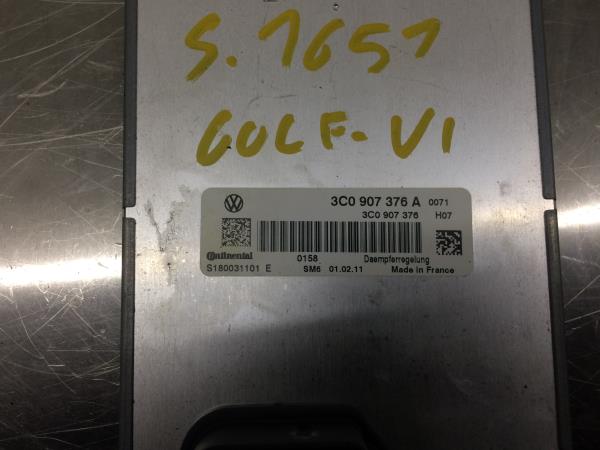 S.1651
GOLF-VI
3C0 907 376 A 0071
3C0 907 376 H07
Continental 0158 Daempferregelung
S180031101 E SM6 01.02.11 Made in France